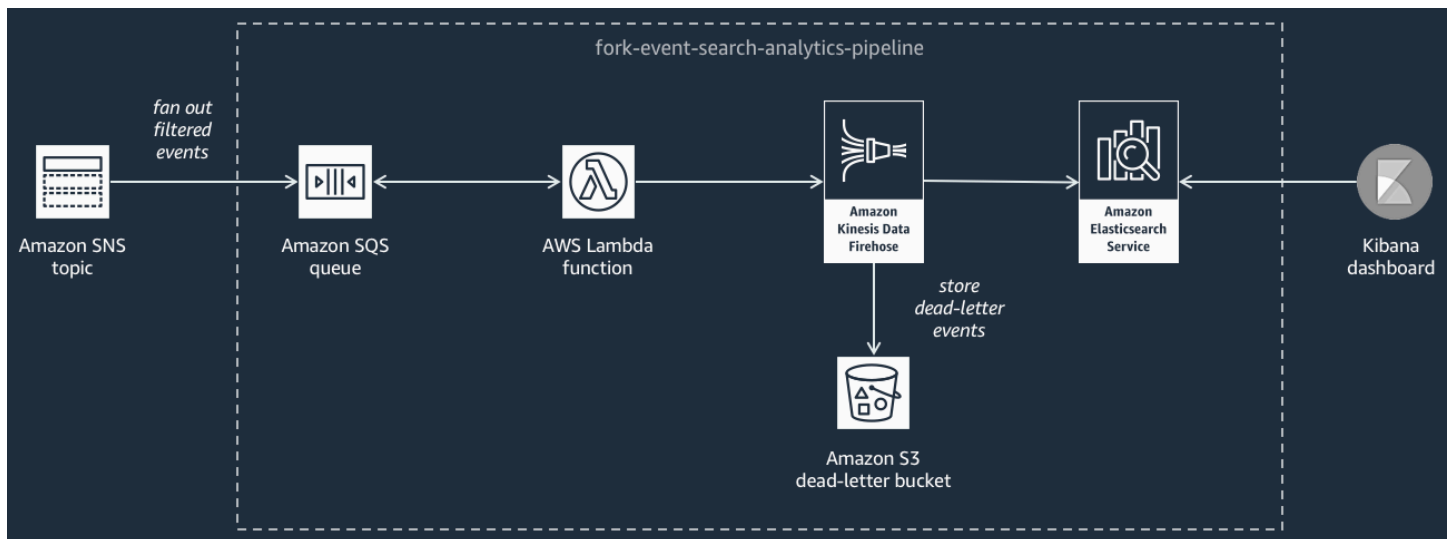 fork-event-search-analytics-pipeline
fan out
filtered
events
Amazon SNS
topic
Amazon SQS
queue
AWS Lambda
function
Amazon
Kinesis Data
Firehose
Amazon
Elasticsearch
Service
Kibana
dashboard
store
dead-letter
events
Amazon S3
dead-letter bucket